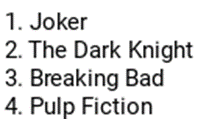 1. Joker
2. The Dark Knight
3. Breaking Bad
4. Pulp Fiction